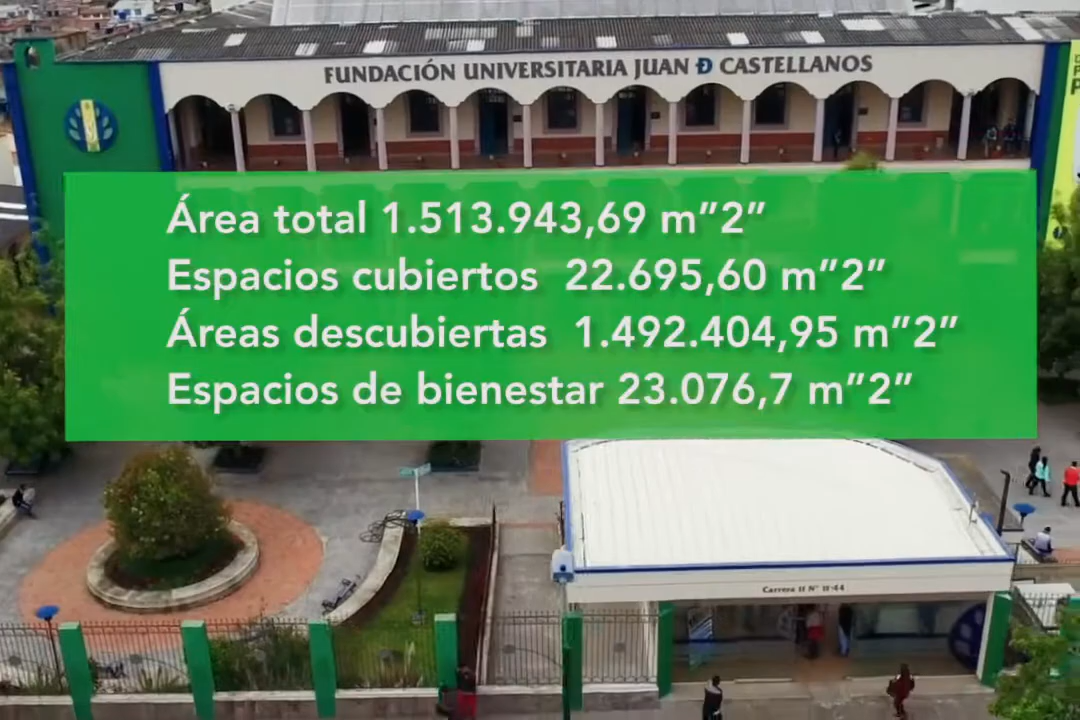 FUNDACIÓN UNIVERSITARIA JUAN Đ CASTELLANOS
Área total 1.513.943,69 m”2”
Espacios cubiertos 22.695,60 m”2”
Áreas descubiertas 1.492.404,95 m”2”
Espacios de bienestar 23.076,7 m”2”
Carrera 11 Nº 11-44